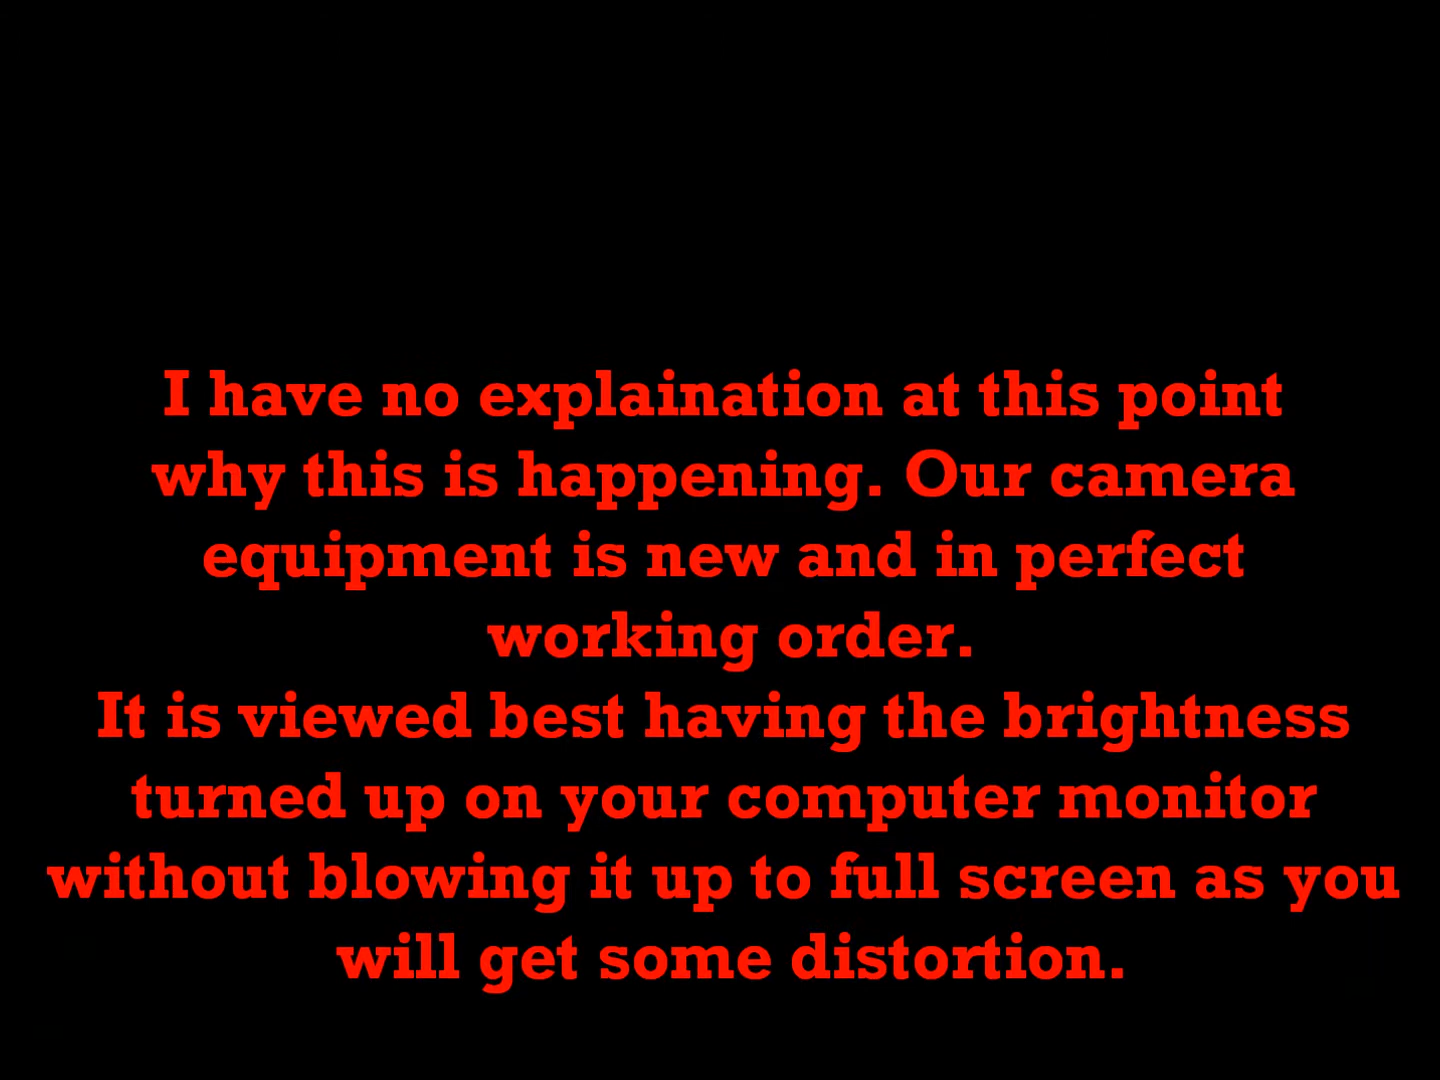 I have no explaination at this point
why this is happening. Our camera
equipment is new and in perfect
working order.
It is viewed best having the brightness
turned up on your computer monitor
without blowing it up to full screen as you
will get some distortion.